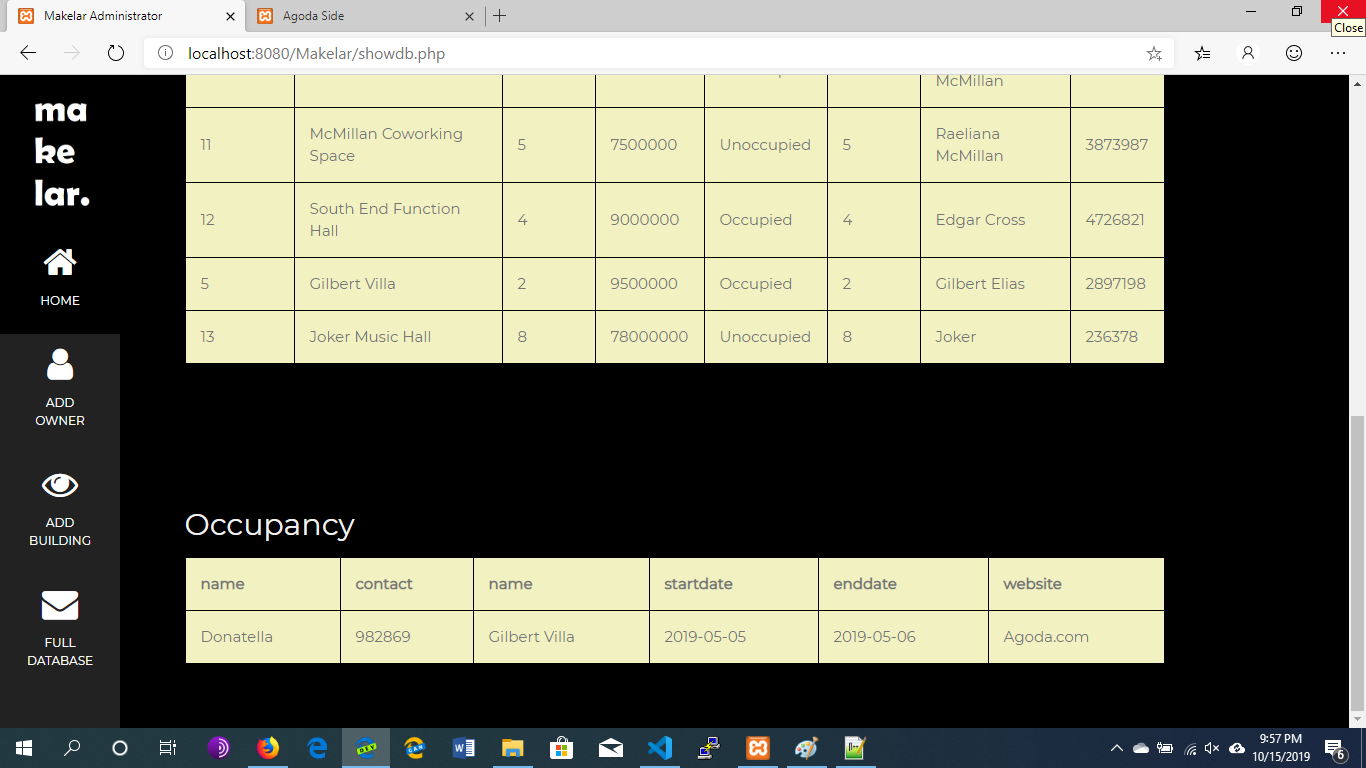 Makelar Administrator
Agoda Side
Close
localhost:8080/Makelar/showdb.php
ma
ke
lar.
HOME
ADD
OWNER
ADD
BUILDING
FULL
DATABASE
McMillan
11 McMillan Coworking Space 5 7500000 Unoccupied 5 Raeliana McMillan 3873987
12 South End Function Hall 4 9000000 Occupied 4 Edgar Cross 4726821
5 Gilbert Villa 2 9500000 Occupied 2 Gilbert Elias 2897198
13 Joker Music Hall 8 78000000 Unoccupied 8 Joker 236378
Occupancy
name contact name startdate enddate website
Donatella 982869 Gilbert Villa 2019-05-05 2019-05-06 Agoda.com
DEV
CAN
9:57 PM
10/15/2019
6